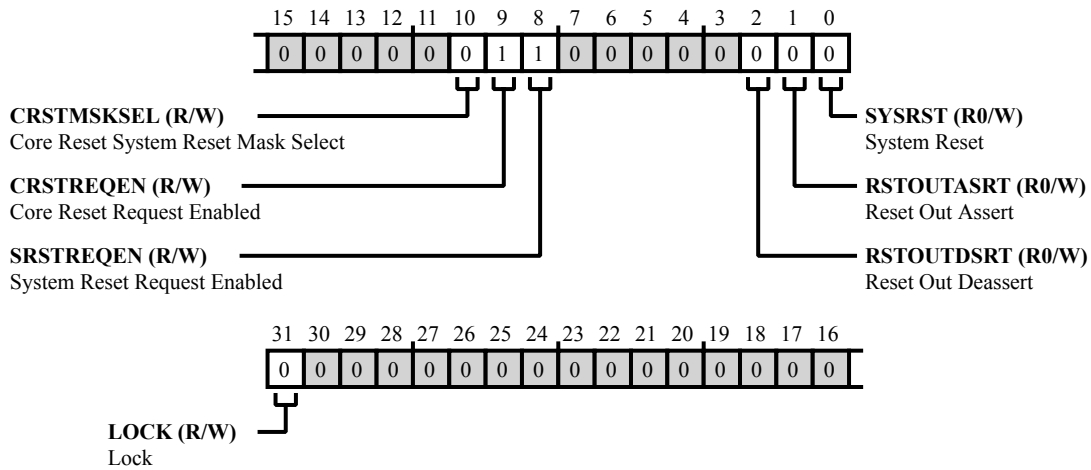 15 14 13 12 11 10 9 8 7 6 5 4 3 2 1 0
0 0 0 0 0 0 1 1 0 0 0 0 0 0 0 0
CRSTMSKSEL (R/W)
Core Reset System Reset Mask Select
SYSRST (R0/W)
System Reset
CRSTREQEN (R/W)
Core Reset Request Enabled
RSTOUTASRT (R0/W)
Reset Out Assert
SRSTREQEN (R/W)
System Reset Request Enabled
RSTOUTDSRT (R0/W)
Reset Out Deassert
31 30 29 28 27 26 25 24 23 22 21 20 19 18 17 16
0 0 0 0 0 0 0 0 0 0 0 0 0 0 0 0
LOCK (R/W)
Lock